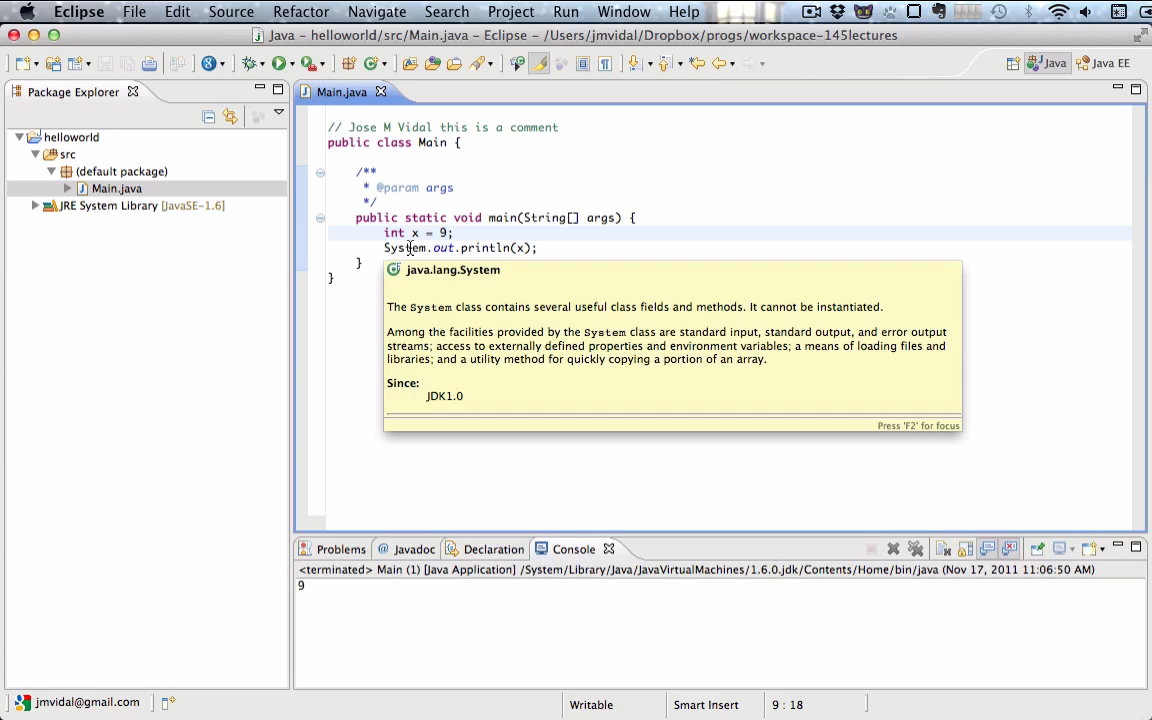 Eclipse File Edit Source Refactor Navigate Search Project Run Window Help
Java - helloworld/src/Main.java - Eclipse - /Users/jmvidal/Dropbox/progs/workspace-145lectures
Java Java EE
Package Explorer
helloworld
src
(default package)
Main.java
JRE System Library [JavaSE-1.6]
Main.java
// Jose M Vidal this is a comment
public class Main {
/**
* @param args
*/
public static void main(String[] args) {
int x = 9;
System.out.println(x);
}
}
java.lang.System
The System class contains several useful class fields and methods. It cannot be instantiated.
Among the facilities provided by the System class are standard input, standard output, and error output
streams; access to externally defined properties and environment variables; a means of loading files and
libraries; and a utility method for quickly copying a portion of an array.
Since:
JDK1.0
Press 'F2' for focus
Problems @ Javadoc Declaration Console
<terminated> Main (1) [Java Application] /System/Library/Java/JavaVirtualMachines/1.6.0.jdk/Contents/Home/bin/java (Nov 17, 2011 11:06:50 AM)
9
jmvidal@gmail.com
Writable Smart Insert 9 : 18